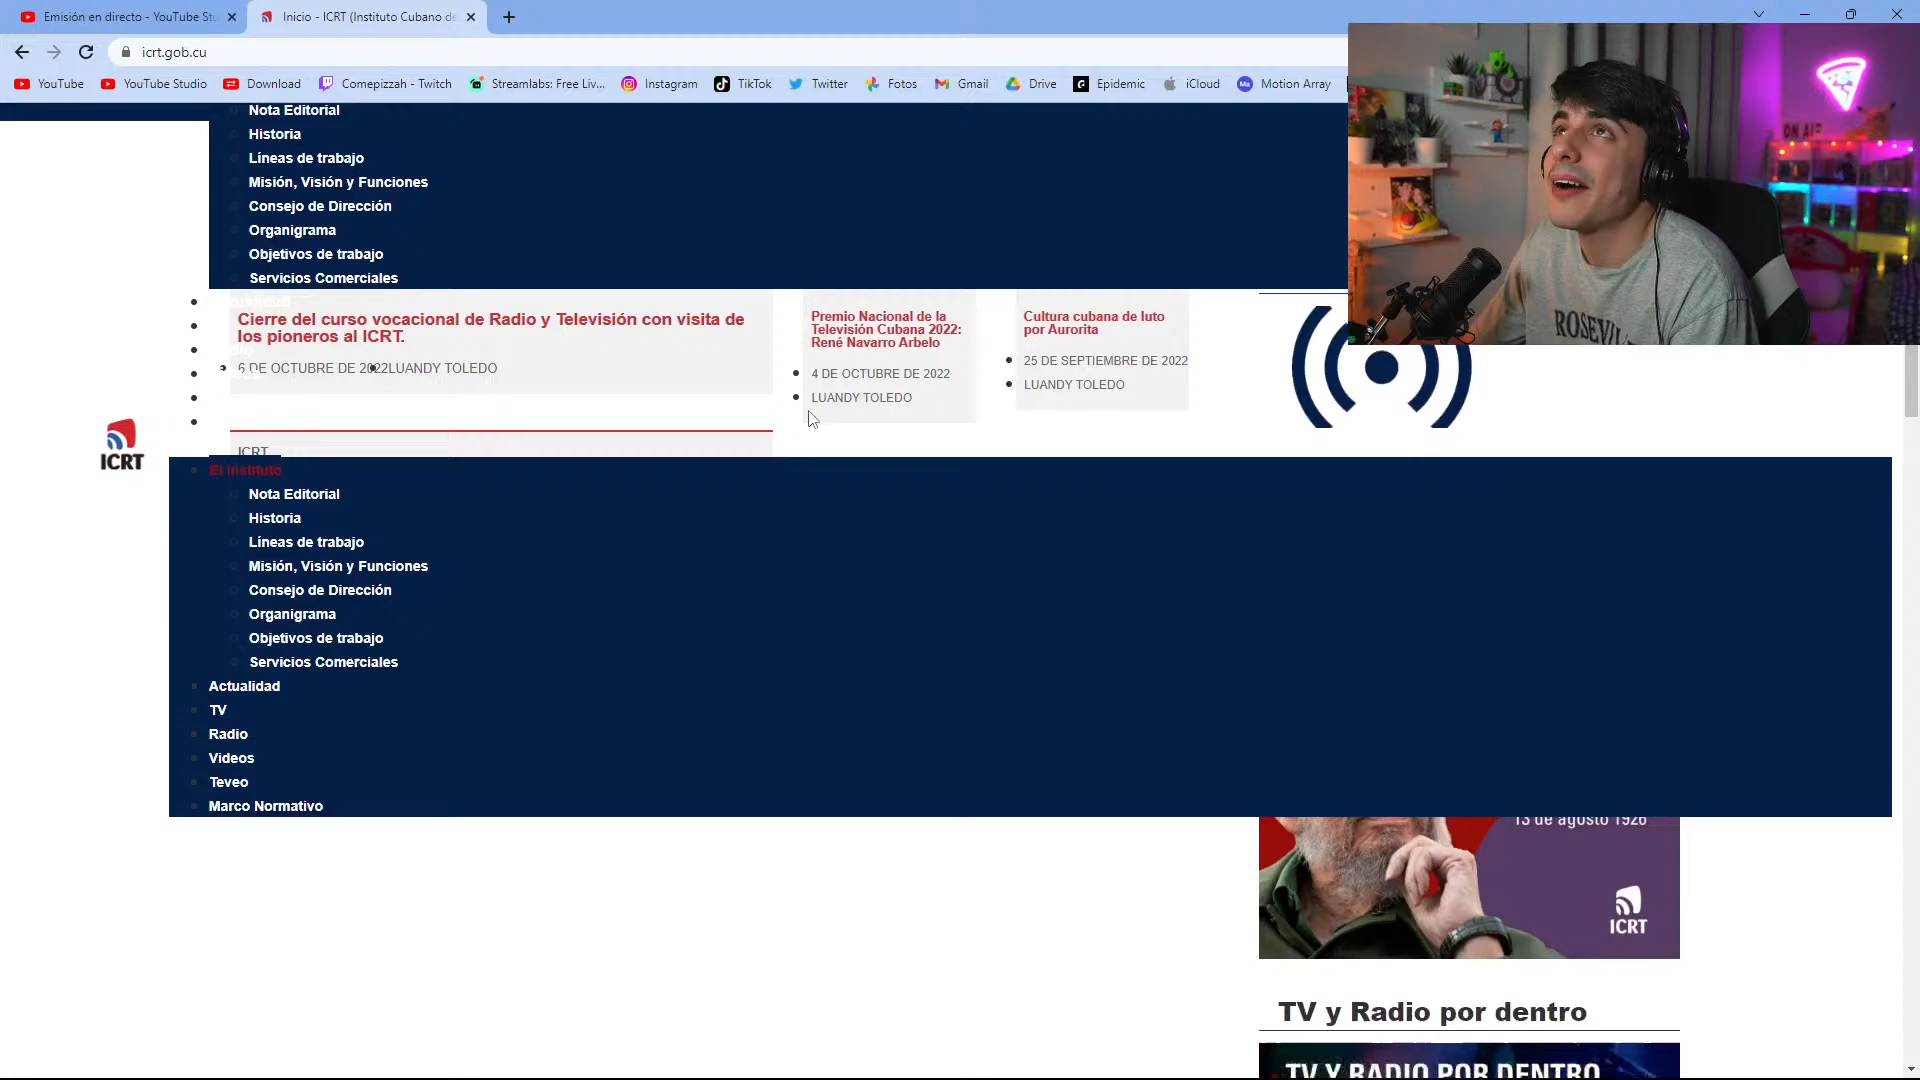 Emisión en directo - YouTube Stu
Inicio - ICRT (Instituto Cubano de
icrt.gob.cu
YouTube
YouTube Studio
Download
Comepizzah - Twitch
Streamlabs: Free Liv...
Instagram
TikTok
Twitter
Fotos
Gmail
Drive
Epidemic
iCloud
Motion Array
Nota Editorial
Historia
Líneas de trabajo
Misión, Visión y Funciones
Consejo de Dirección
Organigrama
Objetivos de trabajo
Servicios Comerciales
Cierre del curso vocacional de Radio y Televisión con visita de
los pioneros al ICRT.
6 DE OCTUBRE DE 2022
LUANDY TOLEDO
Premio Nacional de la
Televisión Cubana 2022:
René Navarro Arbelo
4 DE OCTUBRE DE 2022
LUANDY TOLEDO
Cultura cubana de luto
por Aurorita
25 DE SEPTIEMBRE DE 2022
LUANDY TOLEDO
ON AIR
ICRT
ICRT
El Instituto
Nota Editorial
Historia
Líneas de trabajo
Misión, Visión y Funciones
Consejo de Dirección
Organigrama
Objetivos de trabajo
Servicios Comerciales
Actualidad
TV
Radio
Videos
Teveo
Marco Normativo
13 de agosto 1926
ICRT
TV y Radio por dentro
TV Y RADIO POR DENTRO